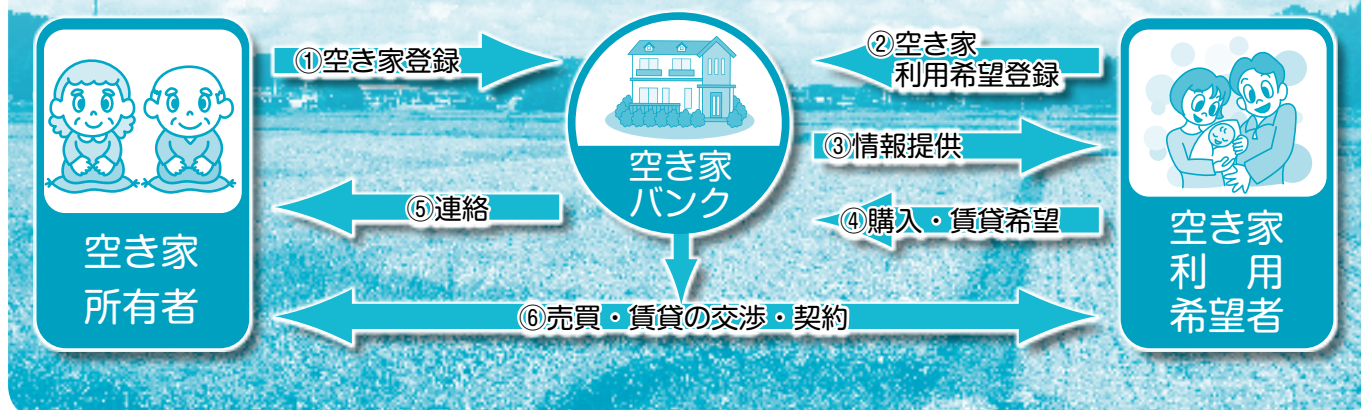 ①空き家登録
②空き家
利用希望登録
③情報提供
④購入・賃貸希望
⑤連絡
⑥売買・賃貸の交渉・契約
空き家
バンク
空き家
所有者
空き家
利　用
希望者